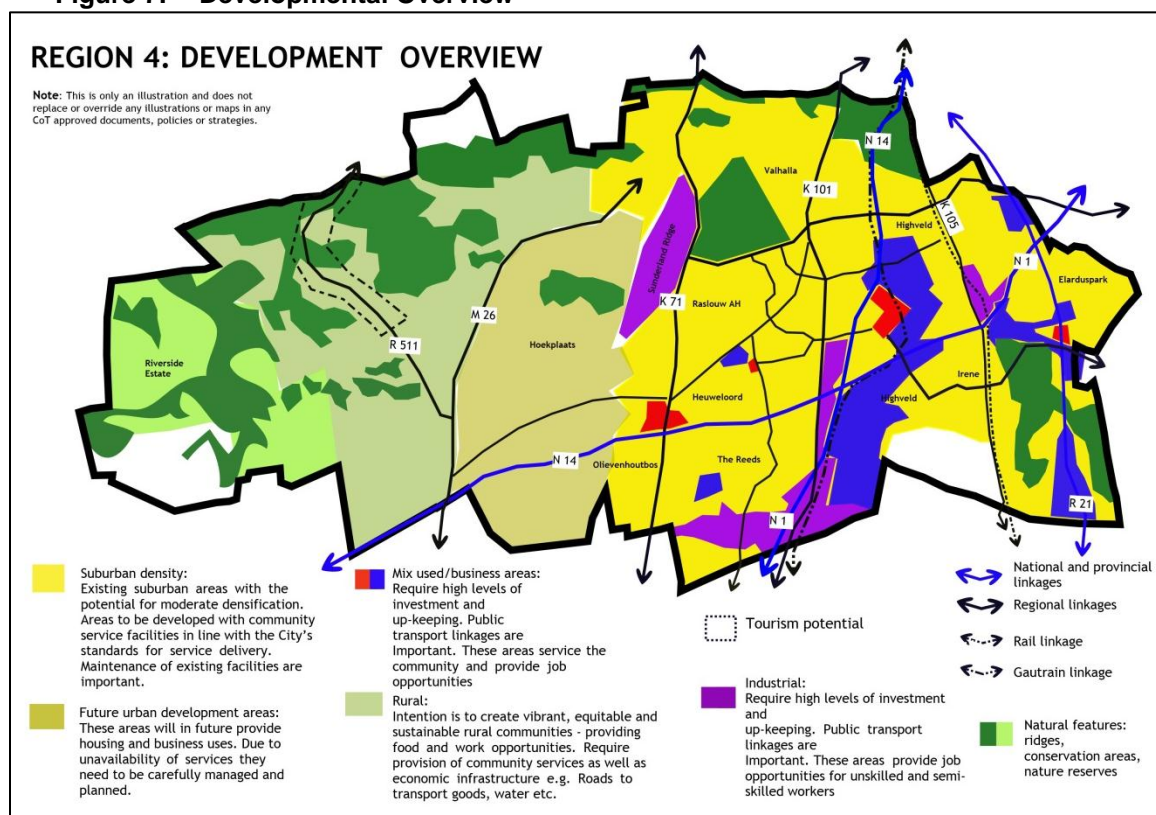 Figure 7: Developmental Overview
REGION 4: DEVELOPMENT OVERVIEW
Note: This is only an illustration and does not
replace or override any illustrations or maps in any
CoT approved documents, policies or strategies.
N 14
Valhalla
K 101
K 105
Highveld
N 1
Elarduspark
Sunderland Ridge
K 71
Raslouw AH
M 26
Hoekplaats
R 511
Riverside
Estate
Irene
Heuweloord
Highveld
N 14
Olievenhoutbos
The Reeds
R 21
N 1
Suburban density:
Existing suburban areas with the
potential for moderate densification.
Areas to be developed with community
service facilities in line with the City's
standards for service delivery.
Maintenance of existing facilities are
important.
Future urban development areas:
These areas will in future provide
housing and business uses. Due to
unavailability of services they
need to be carefully managed and
planned.
Mix used/business areas:
Require high levels of
investment and
up-keeping. Public
transport linkages are
Important. These areas service the
community and provide job
opportunities
Rural:
Intention is to create vibrant, equitable and
sustainable rural communities - providing
food and work opportunities. Require
provision of community services as well as
economic infrastructure e.g. Roads to
transport goods, water etc.
Tourism potential
Industrial:
Require high levels of investment
and
up-keeping. Public transport
linkages are
Important. These areas provide job
opportunities for unskilled and semi-
skilled workers
National and provincial
linkages
Regional linkages
Rail linkage
Gautrain linkage
Natural features:
ridges,
conservation areas,
nature reserves